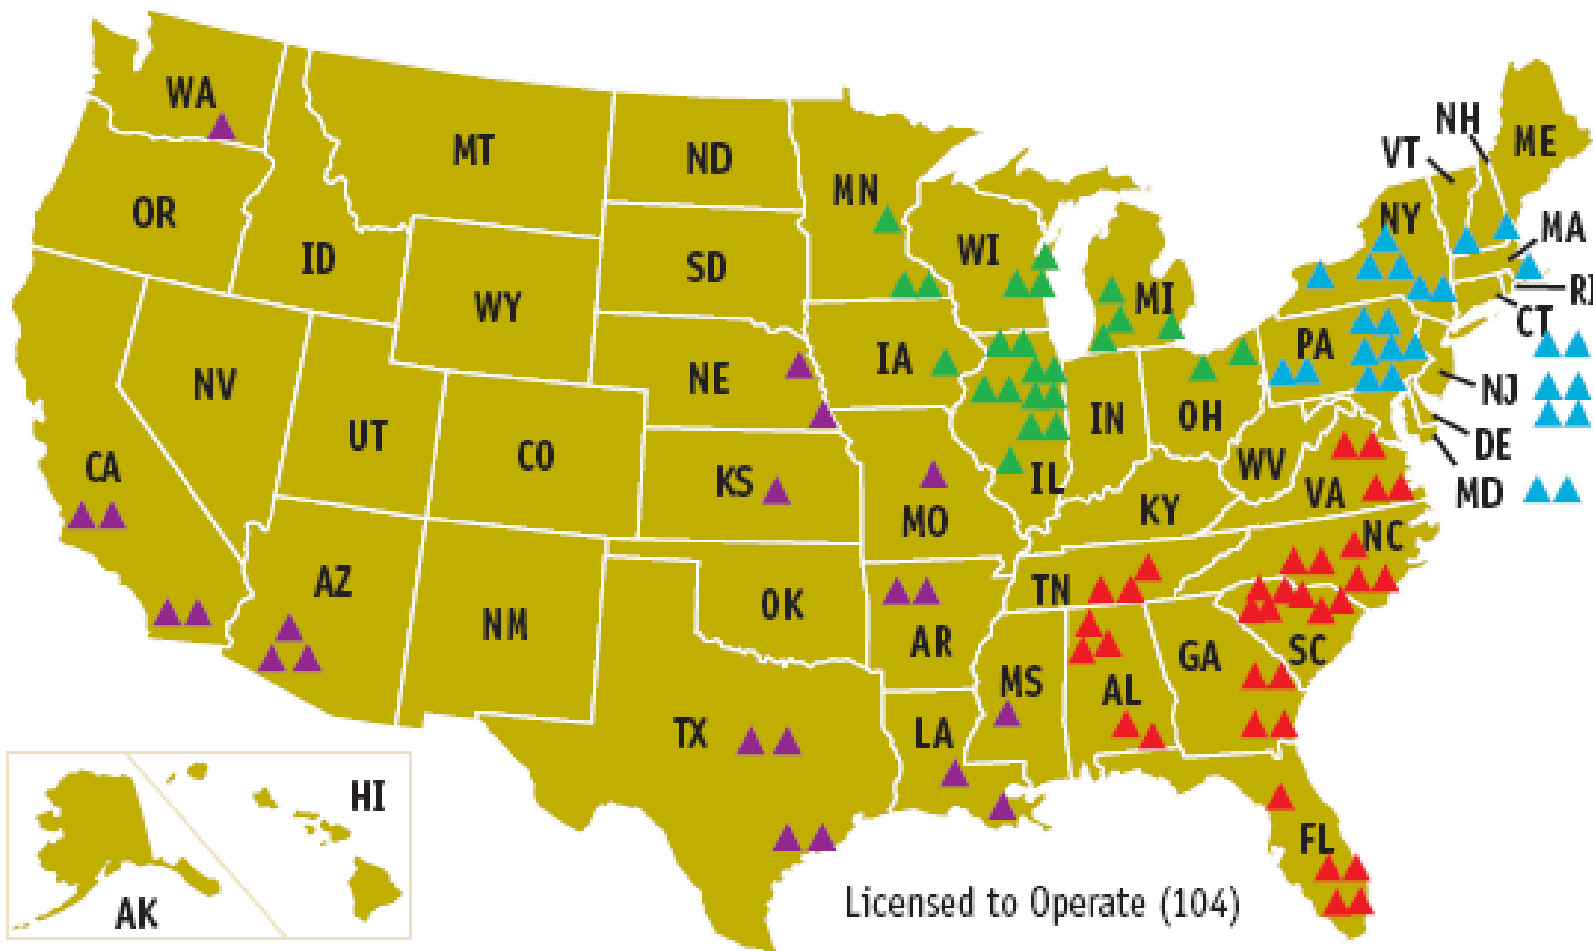 WA
MT
ND
MN
VT
NH
ME
OR
ID
SD
WI
NY
MA
WY
MI
RI
CT
NV
UT
NE
IA
PA
NJ
CO
IL
IN
OH
DE
CA
KS
MO
WV
VA
MD
KY
AZ
NM
OK
AR
TN
NC
SC
TX
LA
MS
AL
GA
FL
HI
AK
Licensed to Operate (104)